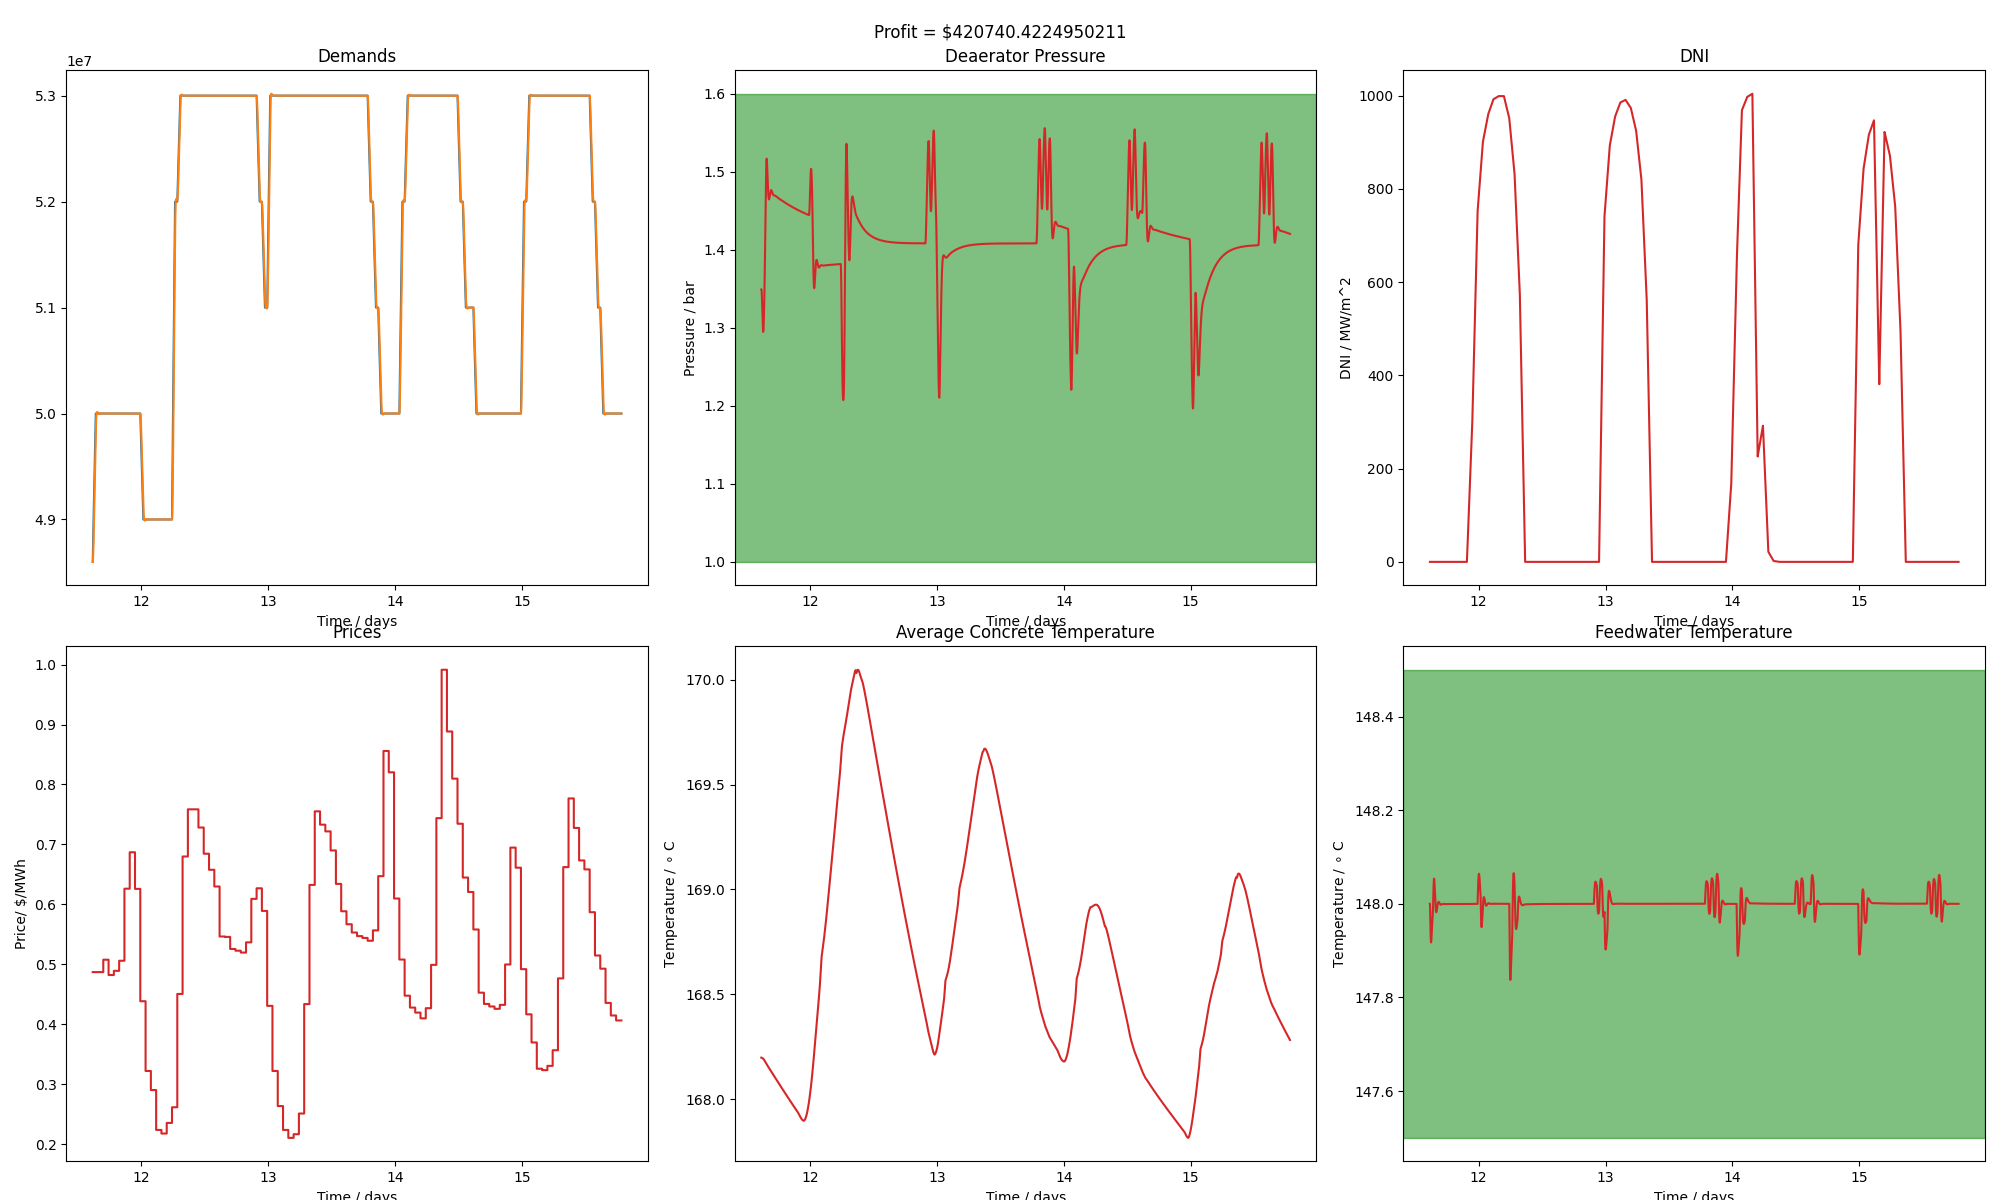 Profit = $420740.4224950211
Demands
1e7
5.3
5.2
5.1
5.0
4.9
12 13 14 15
Time / days
Deaerator Pressure
Pressure / bar
1.6
1.5
1.4
1.3
1.2
1.1
1.0
12 13 14 15
Time / days
DNI
DNI / MW/m^2
1000
800
600
400
200
0
12 13 14 15
Time / days
Prices
Price/ $/MWh
1.0
0.9
0.8
0.7
0.6
0.5
0.4
0.3
0.2
12 13 14 15
Time / days
Average Concrete Temperature
Temperature / ∘ C
170.0
169.5
169.0
168.5
168.0
12 13 14 15
Time / days
Feedwater Temperature
Temperature / ∘ C
148.4
148.2
148.0
147.8
147.6
12 13 14 15
Time / days